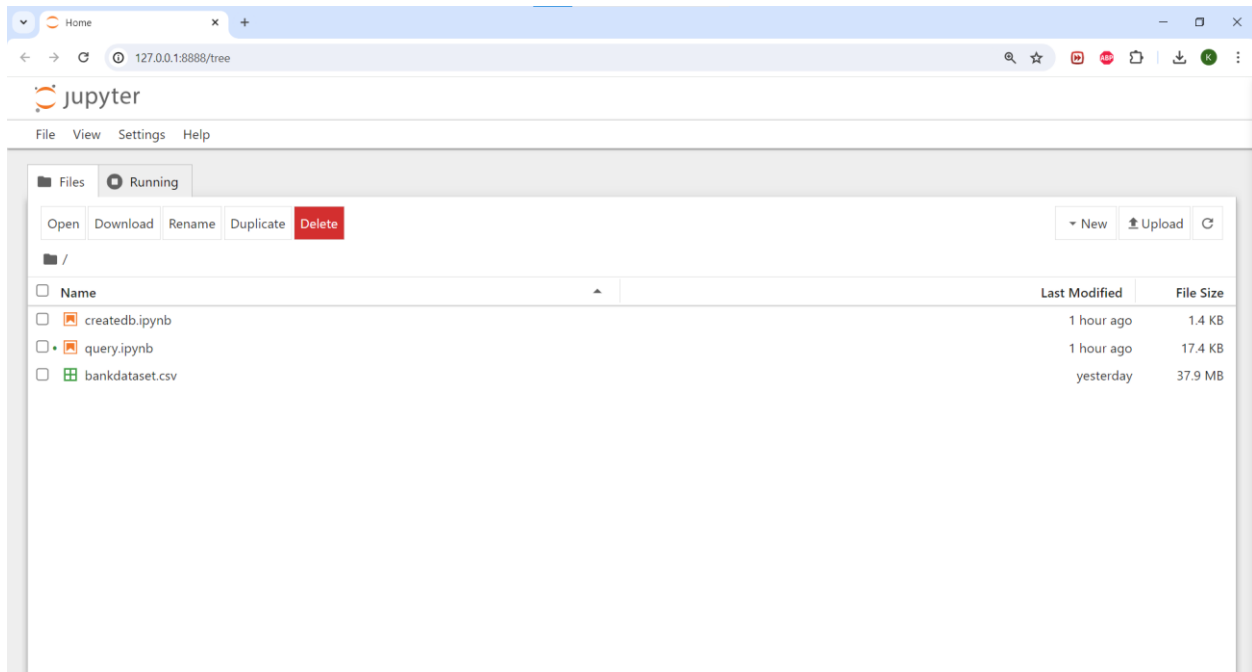 Home
127.0.0.1:8888/tree
ABP
K
jupyter
File View Settings Help
Files Running
Open Download Rename Duplicate Delete New Upload
/
Name Last Modified File Size
createdb.ipynb 1 hour ago 1.4 KB
query.ipynb 1 hour ago 17.4 KB
bankdataset.csv yesterday 37.9 MB